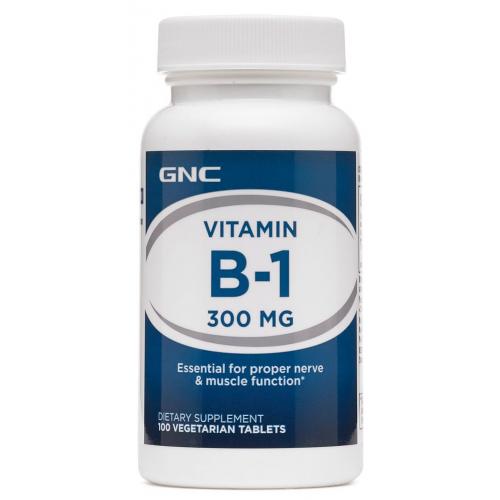 GNC
VITAMIN
B-1
300 MG
Essential for proper nerve
& muscle function*
DIETARY SUPPLEMENT
100 VEGETARIAN TABLETS